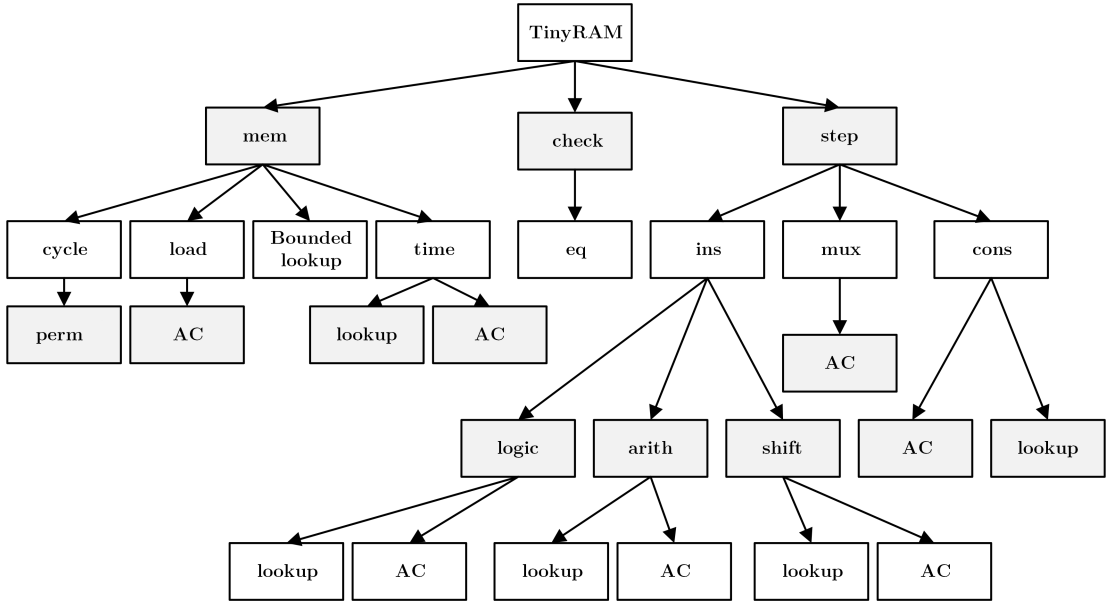 TinyRAM
mem
check
step
cycle
load
Bounded
lookup
time
eq
ins
mux
cons
perm
AC
lookup
AC
AC
logic
arith
shift
AC
lookup
lookup
AC
lookup
AC
lookup
AC